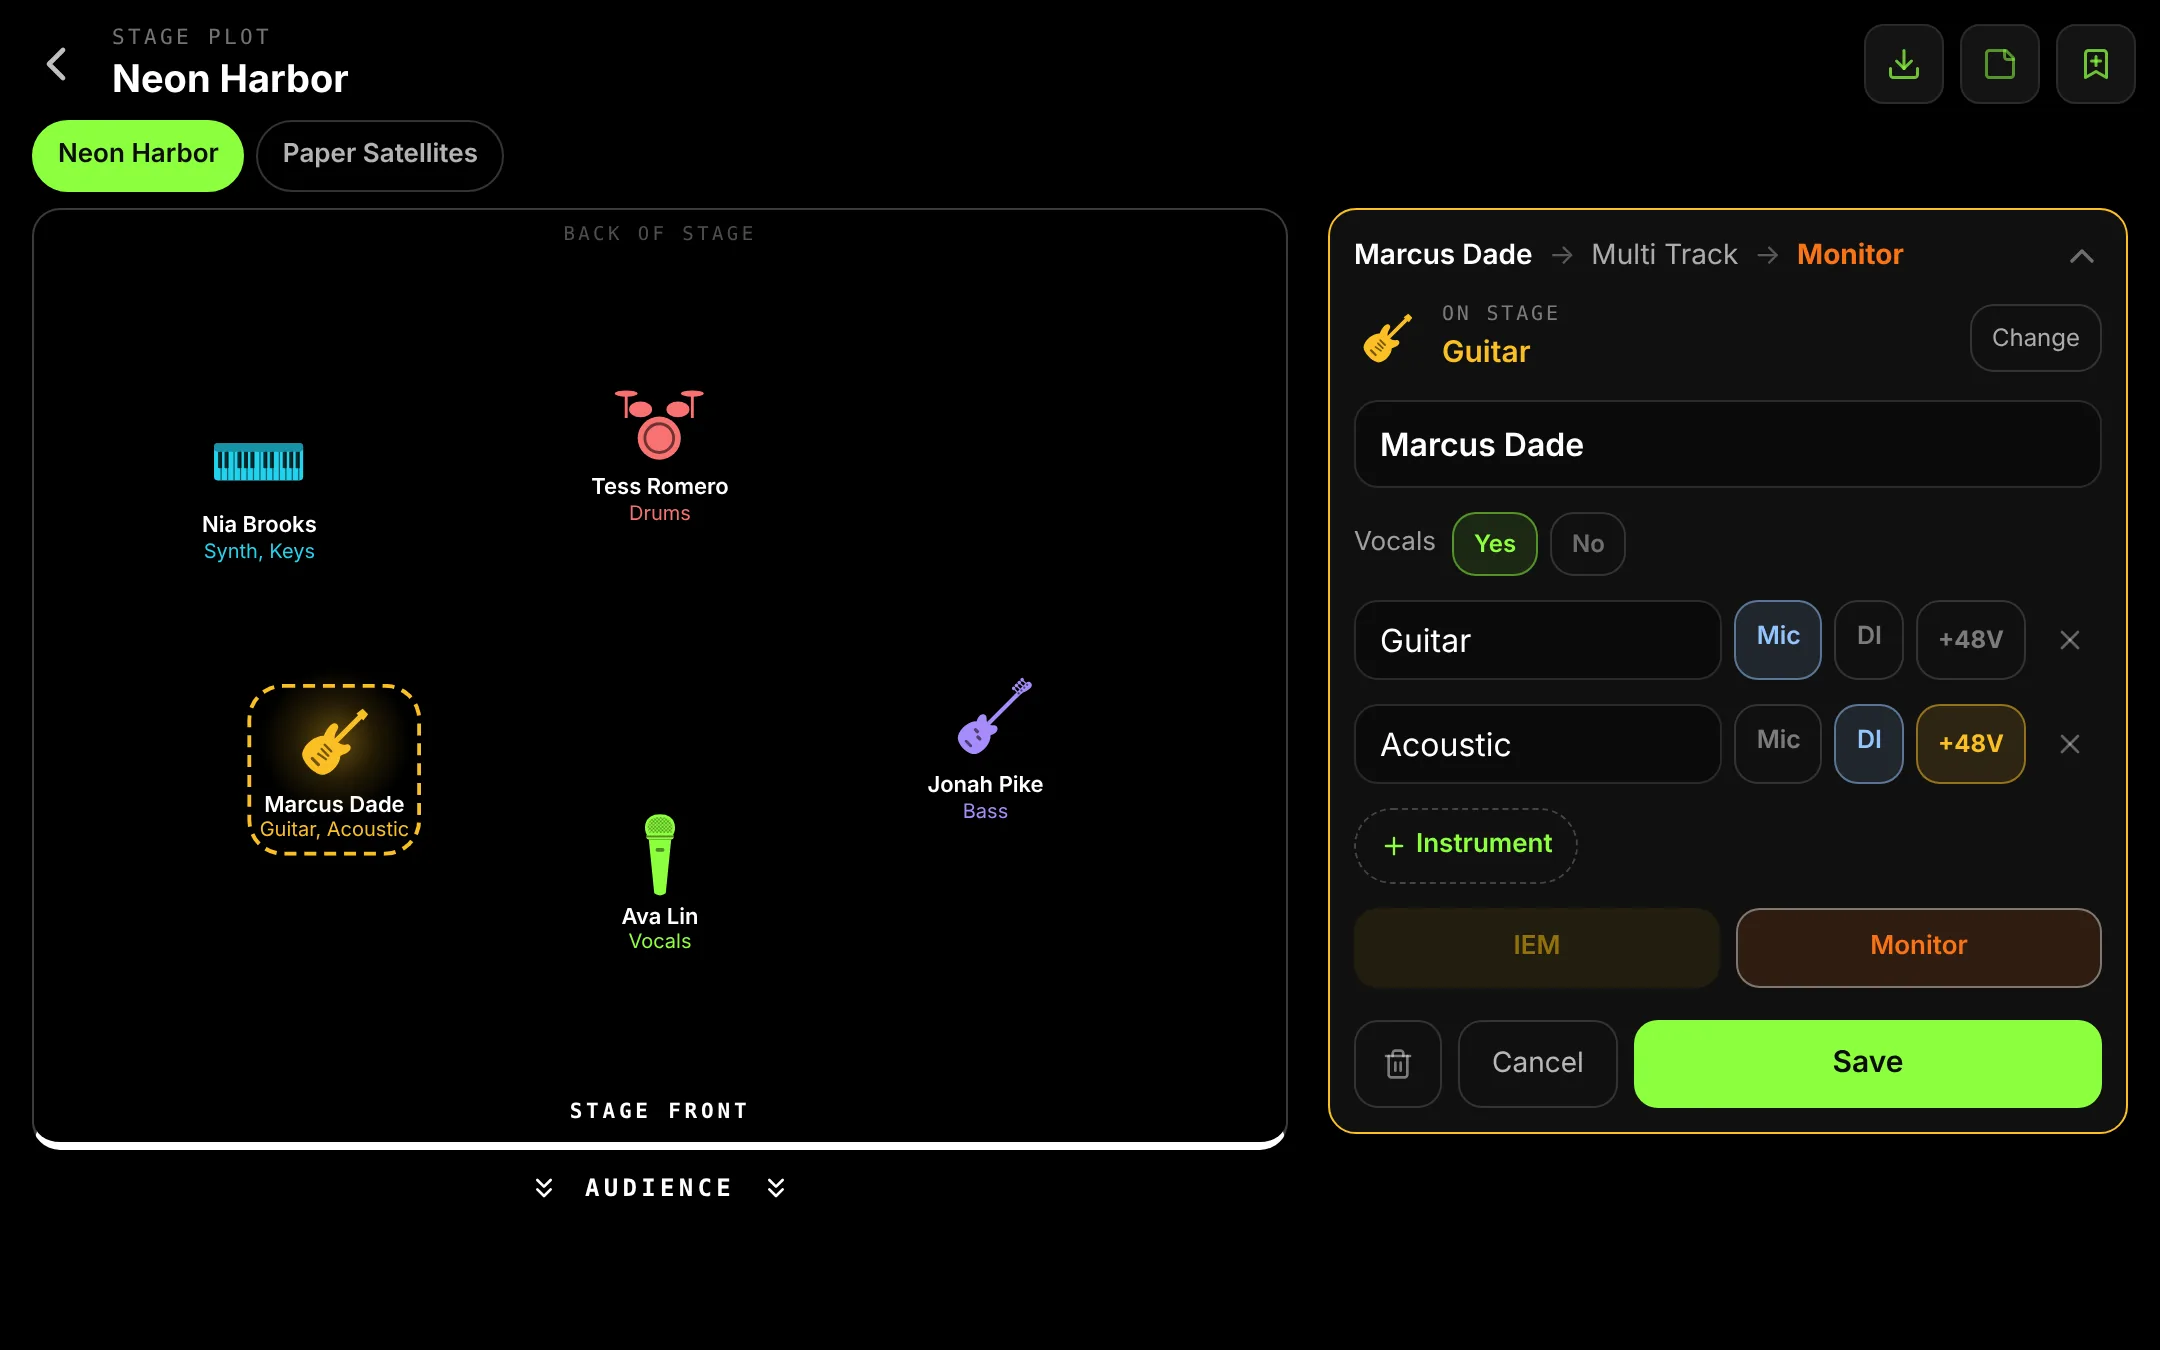 STAGE PLOT
Neon Harbor
Neon Harbor
Paper Satellites
BACK OF STAGE
Tess Romero
Drums
Nia Brooks
Synth, Keys
Marcus Dade
Guitar, Acoustic
Jonah Pike
Bass
Ava Lin
Vocals
STAGE FRONT
AUDIENCE
Marcus Dade → Multi Track → Monitor
ON STAGE
Guitar
Change
Marcus Dade
Vocals Yes No
Guitar Mic DI +48V
Acoustic Mic DI +48V
+ Instrument
IEM Monitor
Cancel Save